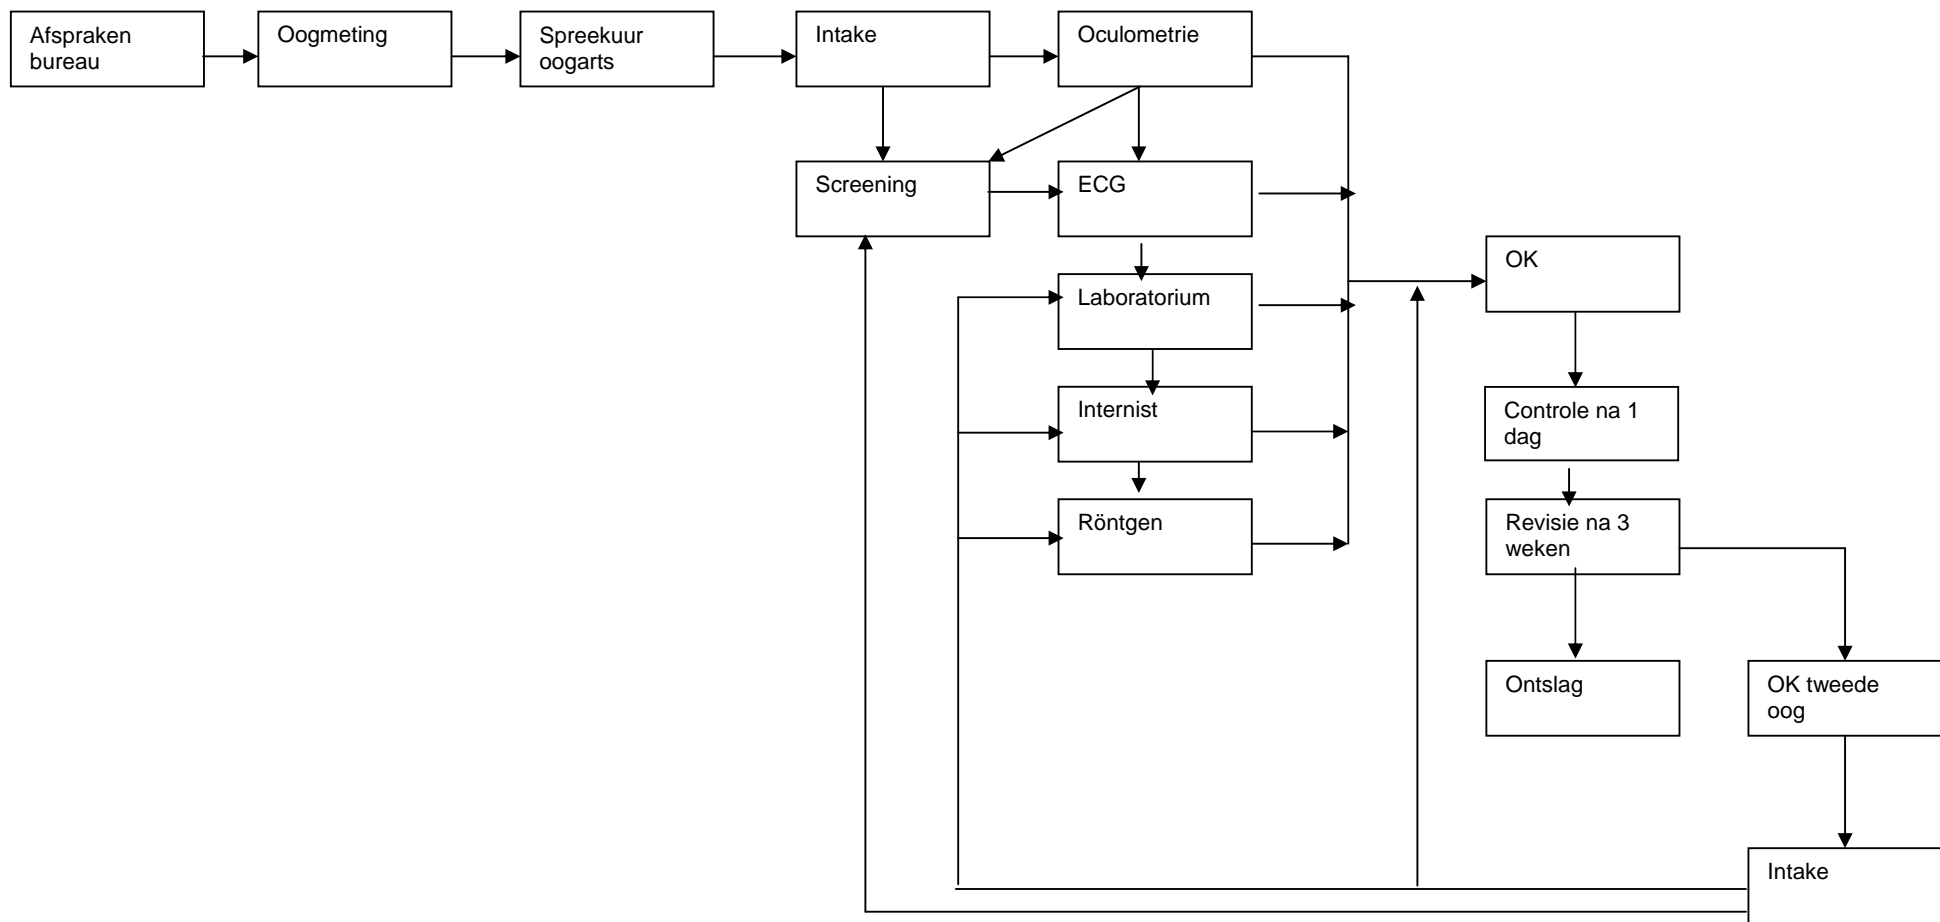 Afspraken
bureau
Oogmeting
Spreekuur
oogarts
Intake
Oculometrie
Screening
ECG
OK
Laboratorium
Internist
Controle na 1
dag
Röntgen
Revisie na 3
weken
Ontslag
OK tweede
oog
Intake